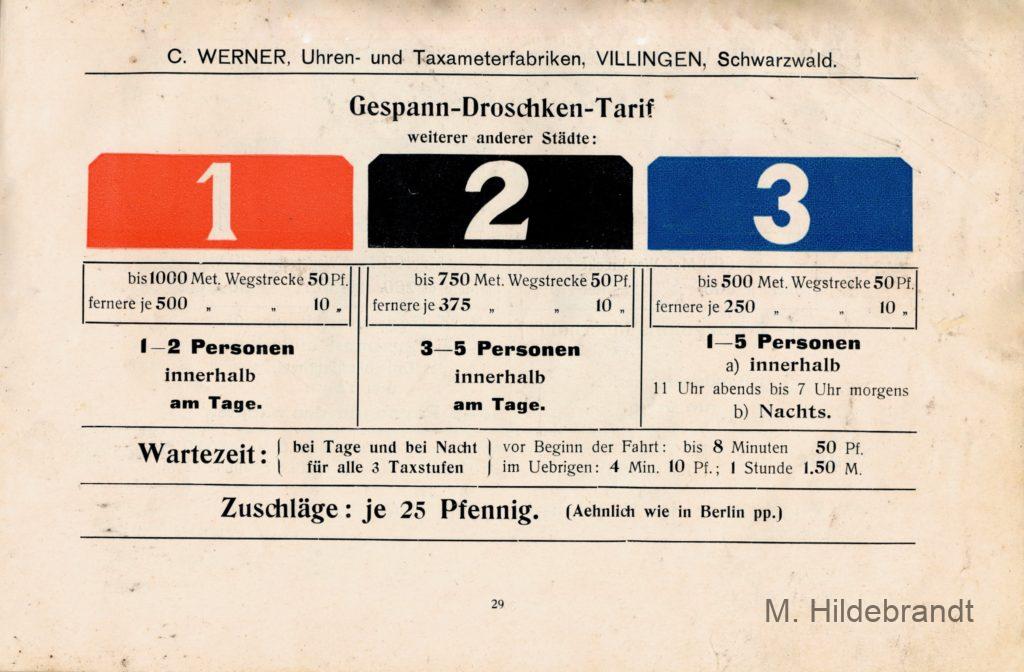 C. WERNER, Uhren- und Taxameterfabriken, VILLINGEN, Schwarzwald.
Gespann-Droschken-Tarif
weiterer anderer Städte:
1 2 3
bis 1000 Met. Wegstrecke 50 Pf.
fernere je 500 „ „ 10 „
1—2 Personen
innerhalb
am Tage.
bis 750 Met. Wegstrecke 50 Pf.
fernere je 375 „ „ 10 „
3—5 Personen
innerhalb
am Tage.
bis 500 Met. Wegstrecke 50 Pf.
fernere je 250 „ „ 10 „
1—5 Personen
a) innerhalb
11 Uhr abends bis 7 Uhr morgens
b) Nachts.
Wartezeit: { bei Tage und bei Nacht } vor Beginn der Fahrt: bis 8 Minuten 50 Pf.
für alle 3 Taxstufen im Uebrigen: 4 Min. 10 Pf.; 1 Stunde 1.50 M.
Zuschläge: je 25 Pfennig. (Aehnlich wie in Berlin pp.)
29
M. Hildebrandt